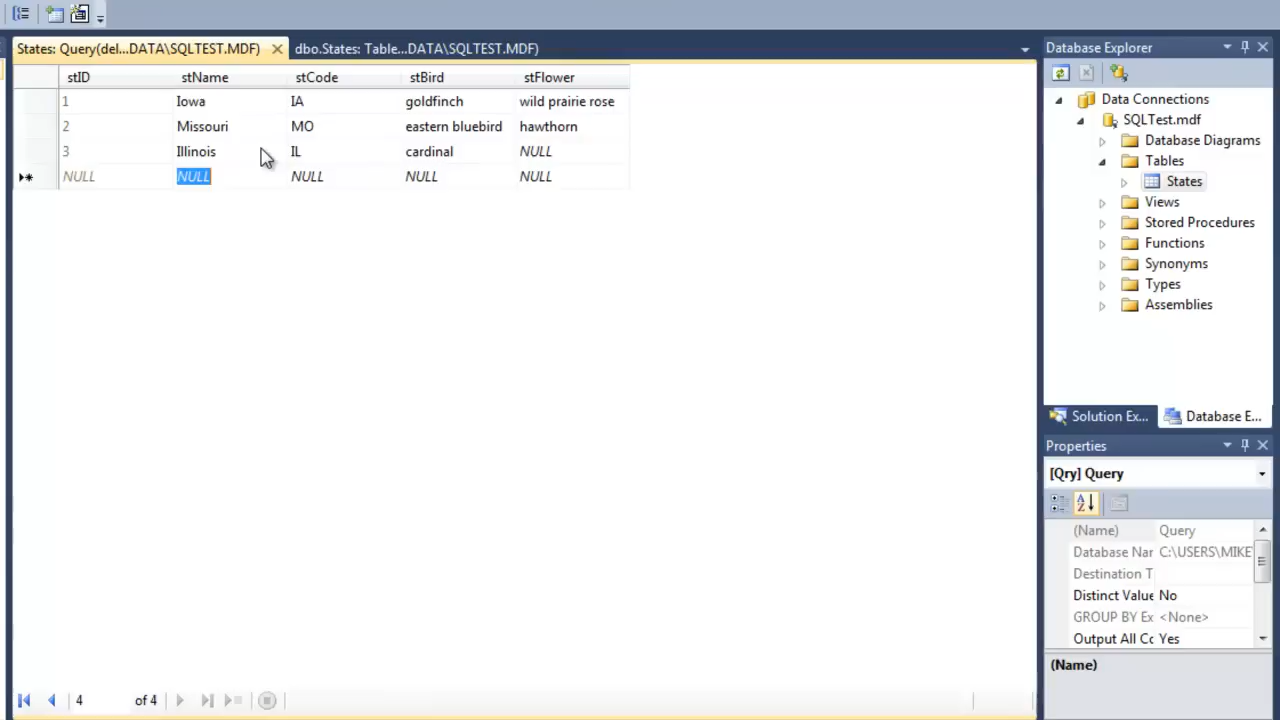 States: Query(del...DATA\SQLTEST.MDF) dbo.States: Table...DATA\SQLTEST.MDF)
stID stName stCode stBird stFlower
1 Iowa IA goldfinch wild prairie rose
2 Missouri MO eastern bluebird hawthorn
3 Illinois IL cardinal NULL
NULL NULL NULL NULL NULL
4 of 4
Database Explorer
Data Connections
SQLTest.mdf
Database Diagrams
Tables
States
Views
Stored Procedures
Functions
Synonyms
Types
Assemblies
Solution Ex... Database E...
Properties
[Qry] Query
(Name) Query
Database Nar C:\USERS\MIKE
Destination T
Distinct Value No
GROUP BY Ex <None>
Output All Cc Yes
(Name)